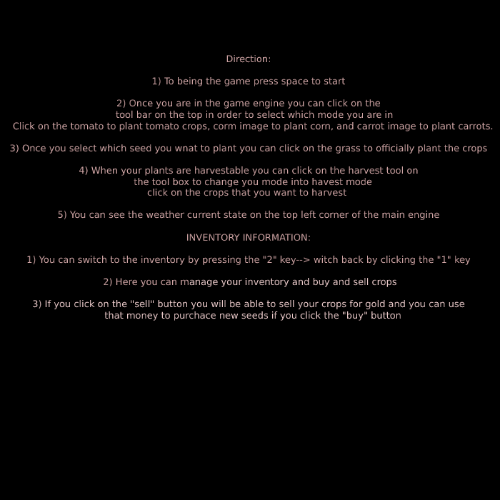 Direction:
1) To being the game press space to start
2) Once you are in the game engine you can click on the
tool bar on the top in order to select which mode you are in
Click on the tomato to plant tomato crops, corm image to plant corn, and carrot image to plant carrots.
3) Once you select which seed you wnat to plant you can click on the grass to officially plant the crops
4) When your plants are harvestable you can click on the harvest tool on
the tool box to change you mode into havest mode
click on the crops that you want to harvest
5) You can see the weather current state on the top left corner of the main engine
INVENTORY INFORMATION:
1) You can switch to the inventory by pressing the "2" key--> witch back by clicking the "1" key
2) Here you can manage your inventory and buy and sell crops
3) If you click on the "sell" button you will be able to sell your crops for gold and you can use
that money to purchace new seeds if you click the "buy" button